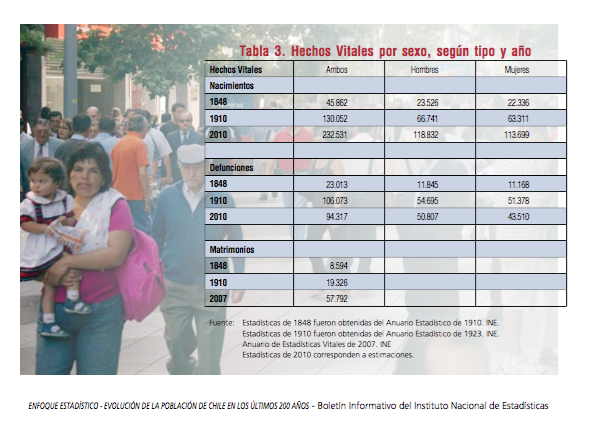 Tabla 3. Hechos Vitales por sexo, según tipo y año
Hechos Vitales Ambos Hombres Mujeres
Nacimientos
1848 45.862 23.526 22.336
1910 130.052 66.741 63.311
2010 232.531 118.832 113.699
Defunciones
1848 23.013 11.845 11.168
1910 106.073 54.695 51.378
2010 94.317 50.807 43.510
Matrimonios
1848 8.594
1910 19.326
2007 57.792
Fuente: Estadísticas de 1848 fueron obtenidas del Anuario Estadístico de 1910. INE.
Estadísticas de 1910 fueron obtenidas del Anuario Estadístico de 1923. INE.
Anuario de Estadísticas Vitales de 2007. INE
Estadísticas de 2010 corresponden a estimaciones.
ENFOQUE ESTADÍSTICO - EVOLUCIÓN DE LA POBLACIÓN DE CHILE EN LOS ÚLTIMOS 200 AÑOS - Boletín Informativo del Instituto Nacional de Estadísticas